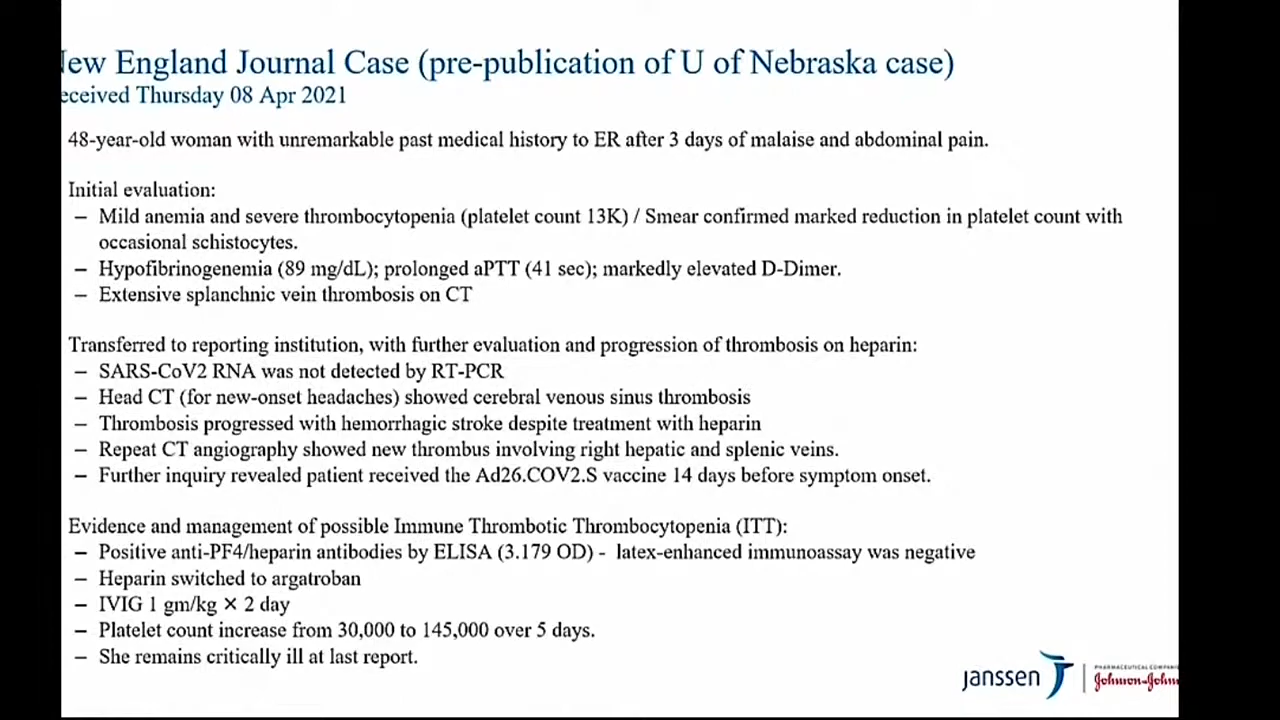 New England Journal Case (pre-publication of U of Nebraska case)
eceived Thursday 08 Apr 2021
48-year-old woman with unremarkable past medical history to ER after 3 days of malaise and abdominal pain.
Initial evaluation:
– Mild anemia and severe thrombocytopenia (platelet count 13K) / Smear confirmed marked reduction in platelet count with
occasional schistocytes.
– Hypofibrinogenemia (89 mg/dL); prolonged aPTT (41 sec); markedly elevated D-Dimer.
– Extensive splanchnic vein thrombosis on CT
Transferred to reporting institution, with further evaluation and progression of thrombosis on heparin:
– SARS-CoV2 RNA was not detected by RT-PCR
– Head CT (for new-onset headaches) showed cerebral venous sinus thrombosis
– Thrombosis progressed with hemorrhagic stroke despite treatment with heparin
– Repeat CT angiography showed new thrombus involving right hepatic and splenic veins.
– Further inquiry revealed patient received the Ad26.COV2.S vaccine 14 days before symptom onset.
Evidence and management of possible Immune Thrombotic Thrombocytopenia (ITT):
– Positive anti-PF4/heparin antibodies by ELISA (3.179 OD) - latex-enhanced immunoassay was negative
– Heparin switched to argatroban
– IVIG 1 gm/kg × 2 day
– Platelet count increase from 30,000 to 145,000 over 5 days.
– She remains critically ill at last report.
janssen
PHARMACEUTICAL COMPANI
Johnson-Johns